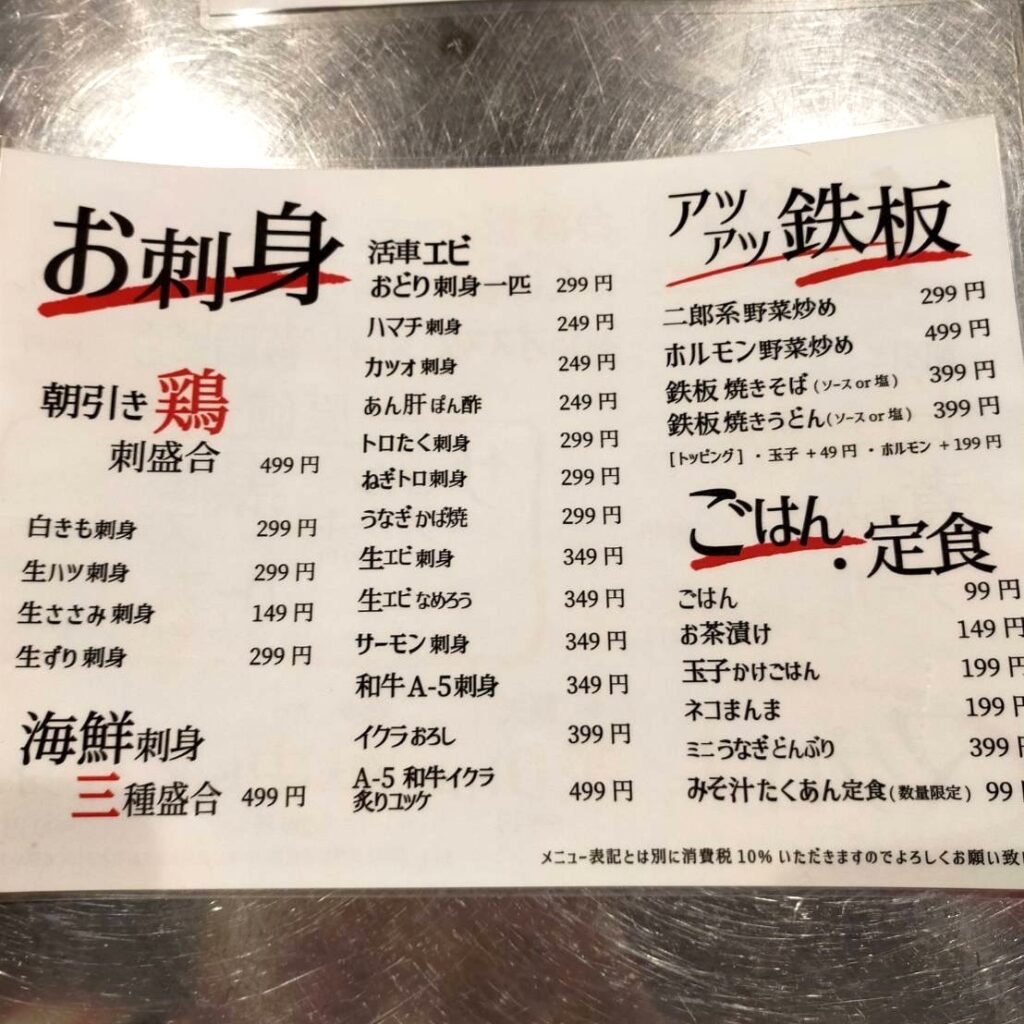 お刺身
朝引き鶏
刺盛合 499円
白きも刺身 299円
生ハツ刺身 299円
生ささみ刺身 149円
生ずり刺身 299円
海鮮刺身
三種盛合 499円
活車エビ
おどり刺身一匹 299円
ハマチ刺身 249円
カツオ刺身 249円
あん肝ぽん酢 249円
トロたく刺身 299円
ねぎトロ刺身 299円
うなぎかば焼 299円
生エビ刺身 349円
生エビなめろう 349円
サーモン刺身 349円
和牛A-5刺身 349円
イクラおろし 399円
A-5 和牛イクラ
炙りユッケ 499円
アツ
アツ鉄板
二郎系野菜炒め 299円
ホルモン野菜炒め 499円
鉄板焼きそば(ソース or 塩) 399円
鉄板焼きうどん(ソース or 塩) 399円
[トッピング]・玉子 +49円 ・ホルモン +199円
ごはん・定食
ごはん 99円
お茶漬け 149円
玉子かけごはん 199円
ネコまんま 199
ミニうなぎどんぶり 399
みそ汁たくあん定食(数量限定) 99
メニュー表記とは別に消費税10%いただきますのでよろしくお願い致